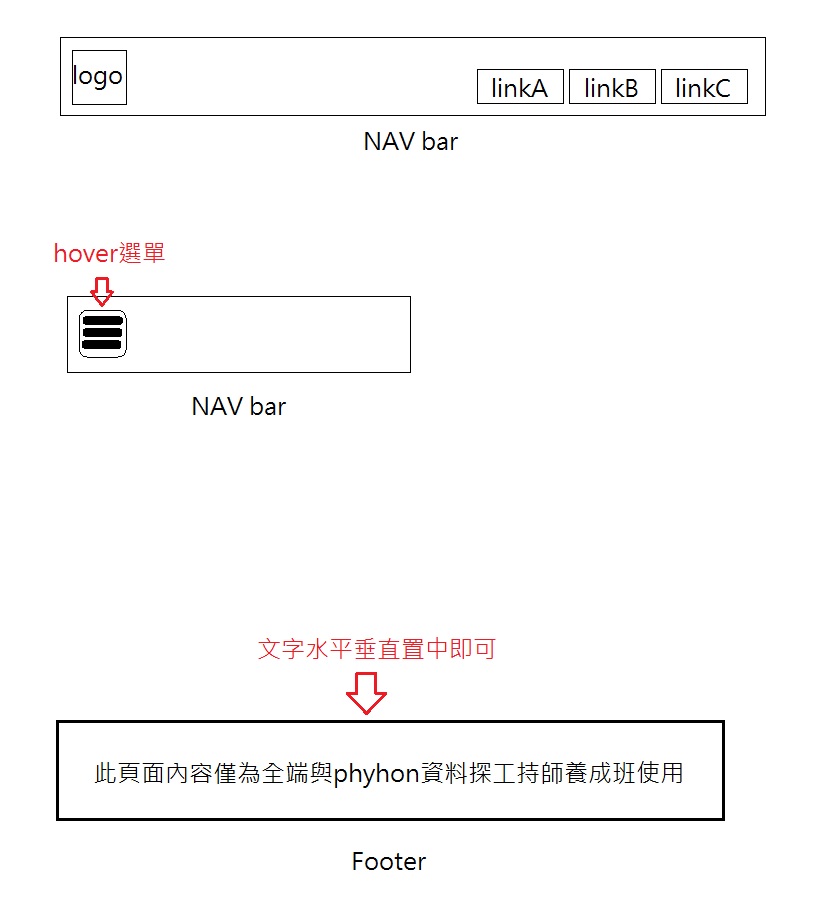 logo
linkA
linkB
linkC
NAV bar
hover選單
NAV bar
文字水平垂直置中即可
此頁面內容僅為全端與phyhon資料探工持師養成班使用
Footer